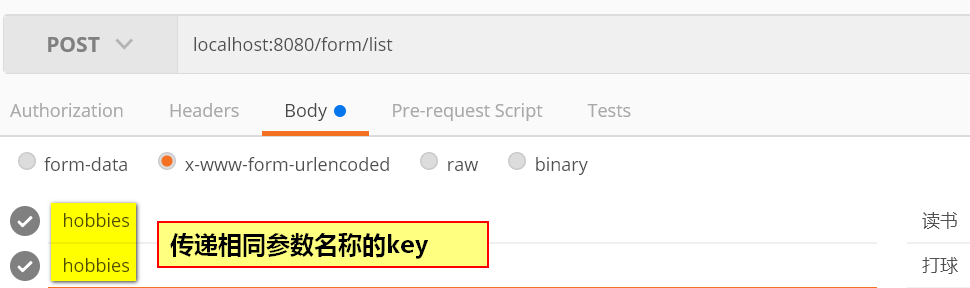 POST localhost:8080/form/list
Authorization Headers Body Pre-request Script Tests
form-data x-www-form-urlencoded raw binary
hobbies 读书
传递相同参数名称的key
hobbies 打球